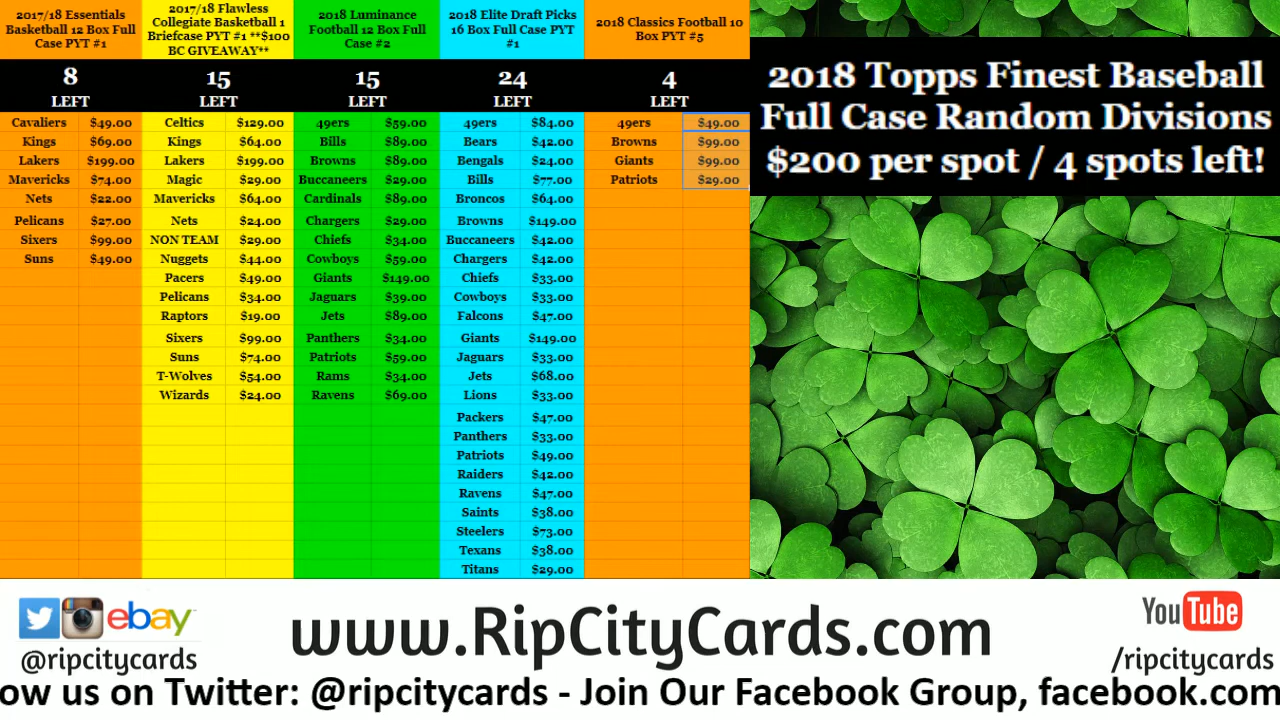 2017/18 Essentials
Basketball 12 Box Full
Case PYT #1
8
LEFT
Cavaliers $49.00
Kings $69.00
Lakers $199.00
Mavericks $74.00
Nets $22.00
Pelicans $27.00
Sixers $99.00
Suns $49.00
2017/18 Flawless
Collegiate Basketball 1
Briefcase PYT #1 **$100
BC GIVEAWAY**
15
LEFT
Celtics $129.00
Kings $64.00
Lakers $199.00
Magic $29.00
Mavericks $64.00
Nets $24.00
NON TEAM $29.00
Nuggets $44.00
Pacers $49.00
Pelicans $34.00
Raptors $19.00
Sixers $99.00
Suns $74.00
T-Wolves $54.00
Wizards $24.00
2018 Luminance
Football 12 Box Full
Case #2
15
LEFT
49ers $59.00
Bills $89.00
Browns $89.00
Buccaneers $29.00
Cardinals $89.00
Chargers $29.00
Chiefs $34.00
Cowboys $59.00
Giants $149.00
Jaguars $39.00
Jets $89.00
Panthers $34.00
Patriots $59.00
Rams $34.00
Ravens $69.00
2018 Elite Draft Picks
16 Box Full Case PYT
#1
24
LEFT
49ers $84.00
Bears $42.00
Bengals $24.00
Bills $77.00
Broncos $64.00
Browns $149.00
Buccaneers $42.00
Chargers $42.00
Chiefs $33.00
Cowboys $33.00
Falcons $47.00
Giants $149.00
Jaguars $33.00
Jets $68.00
Lions $33.00
Packers $47.00
Panthers $33.00
Patriots $49.00
Raiders $42.00
Ravens $47.00
Saints $38.00
Steelers $73.00
Texans $38.00
Titans $29.00
2018 Classics Football 10
Box PYT #5
4
LEFT
49ers $49.00
Browns $99.00
Giants $99.00
Patriots $29.00
2018 Topps Finest Baseball
Full Case Random Divisions
$200 per spot / 4 spots left!
ebay
@ripcitycards
www.RipCityCards.com
YouTube
/ripcitycards
ow us on Twitter: @ripcitycards - Join Our Facebook Group, facebook.com